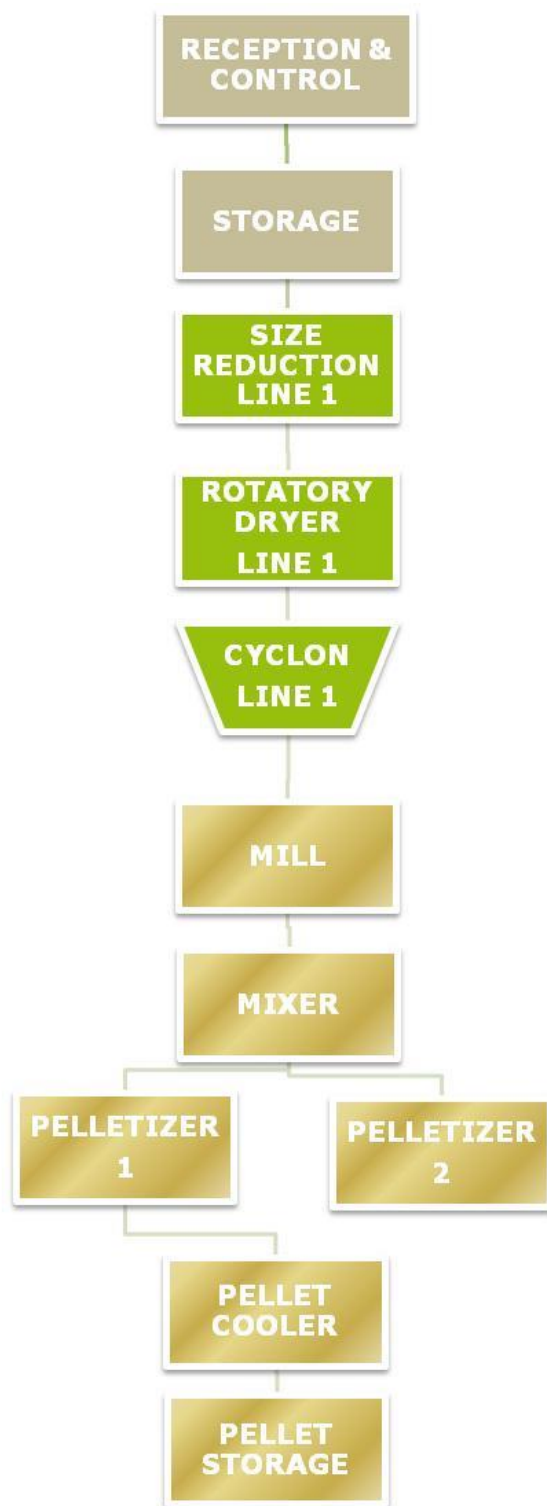 RECEPTION &
CONTROL
STORAGE
SIZE
REDUCTION
LINE 1
ROTATORY
DRYER
LINE 1
CYCLON
LINE 1
MILL
MIXER
PELLETIZER
1
PELLETIZER
2
PELLET
COOLER
PELLET
STORAGE